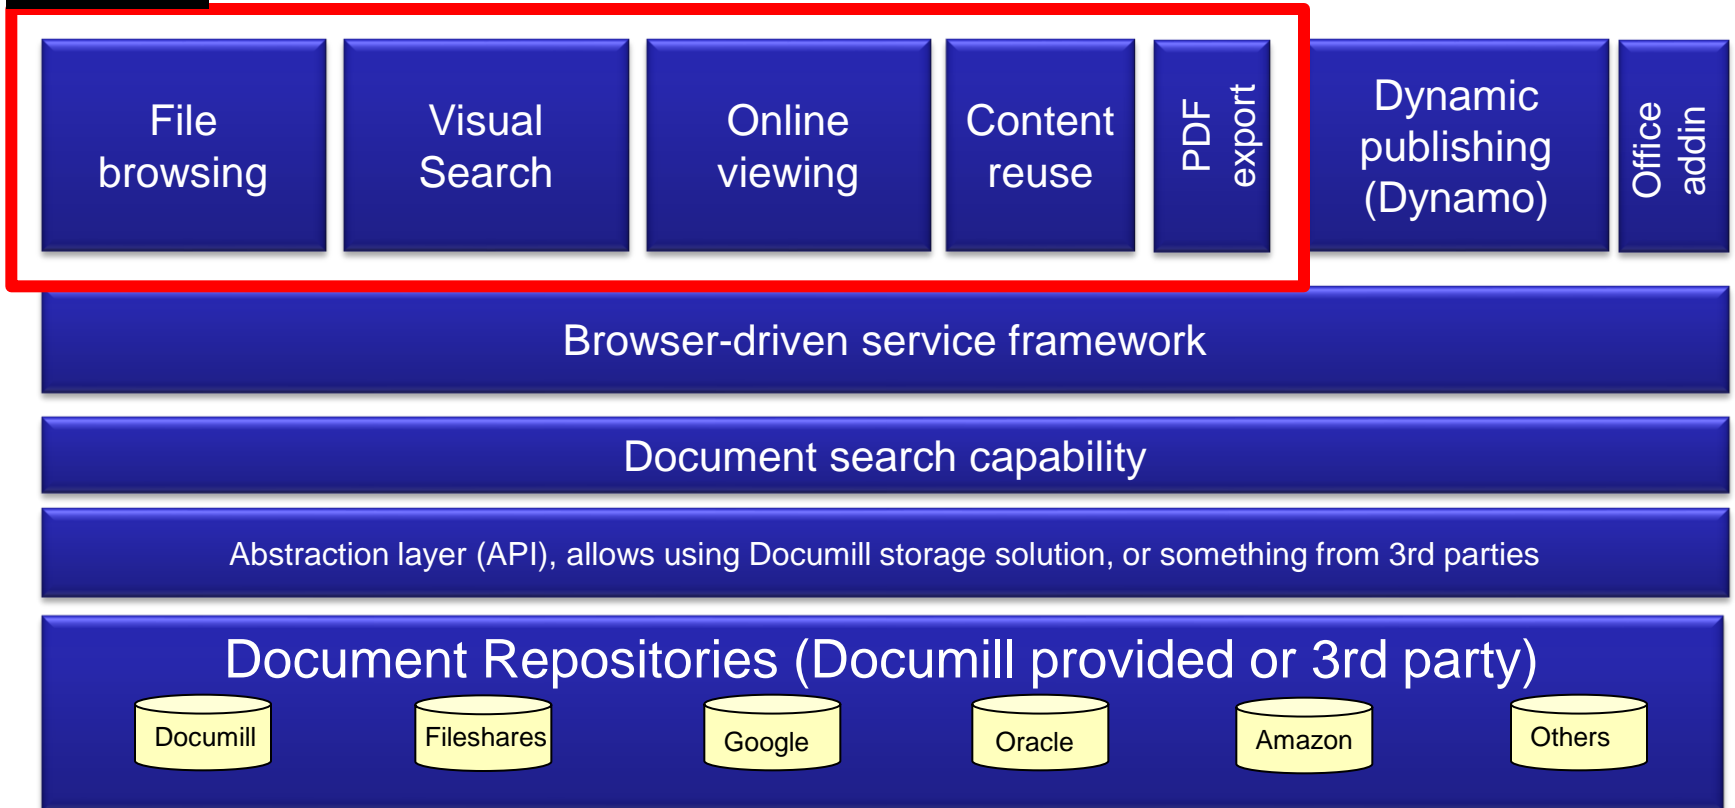 File
browsing
Visual
Search
Online
viewing
Content
reuse
PDF
export
Dynamic
publishing
(Dynamo)
Office
addin
Browser-driven service framework
Document search capability
Abstraction layer (API), allows using Documill storage solution, or something from 3rd parties
Document Repositories (Documill provided or 3rd party)
Documill
Fileshares
Google
Oracle
Amazon
Others